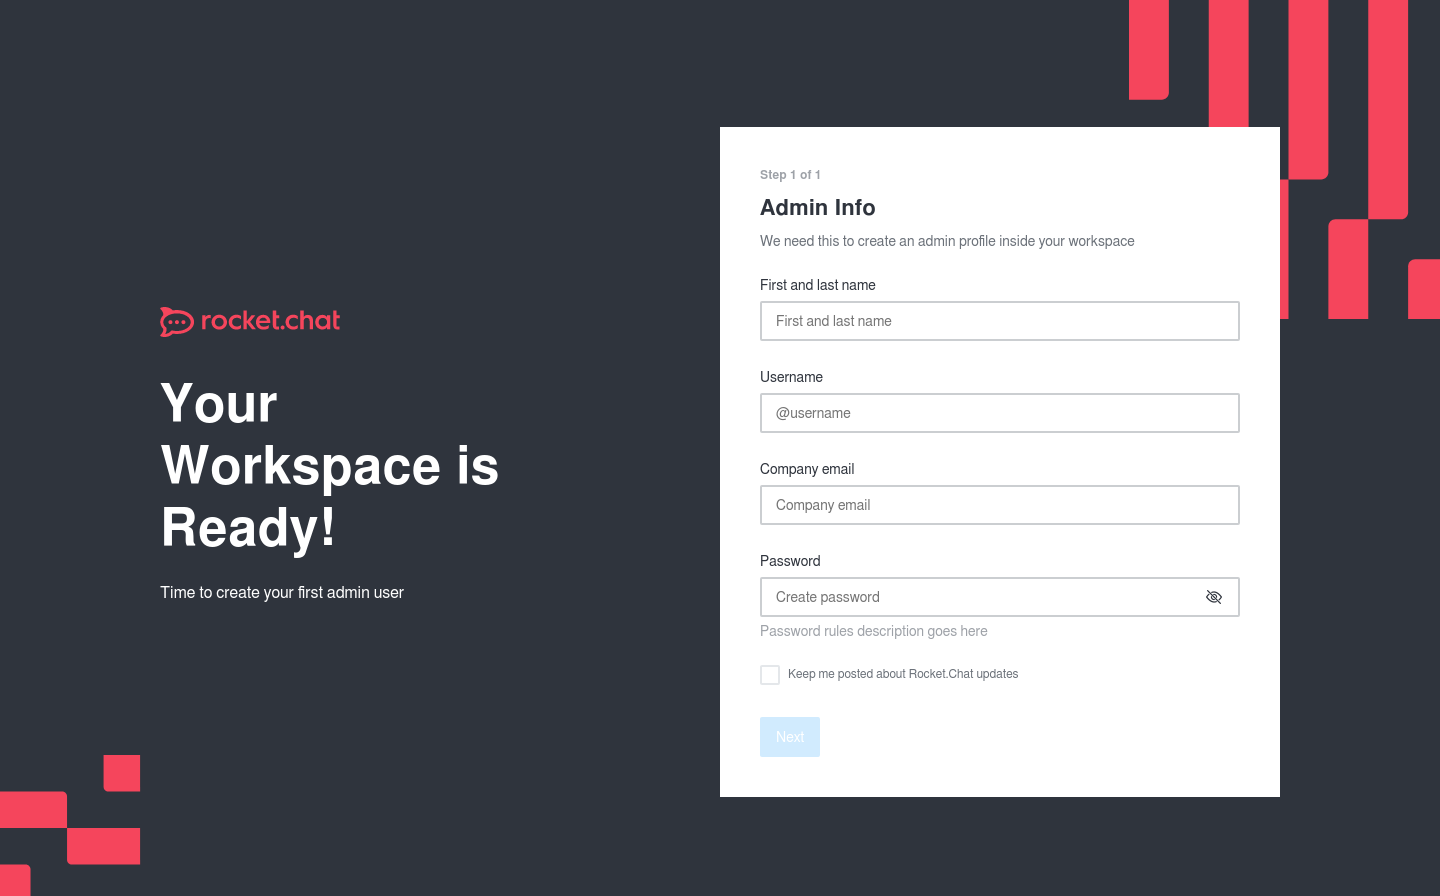 rocket.chat
Your
Workspace is
Ready!
Time to create your first admin user
Step 1 of 1
Admin Info
We need this to create an admin profile inside your workspace
First and last name
First and last name
Username
@username
Company email
Company email
Password
Create password
Password rules description goes here
Keep me posted about Rocket.Chat updates
Next